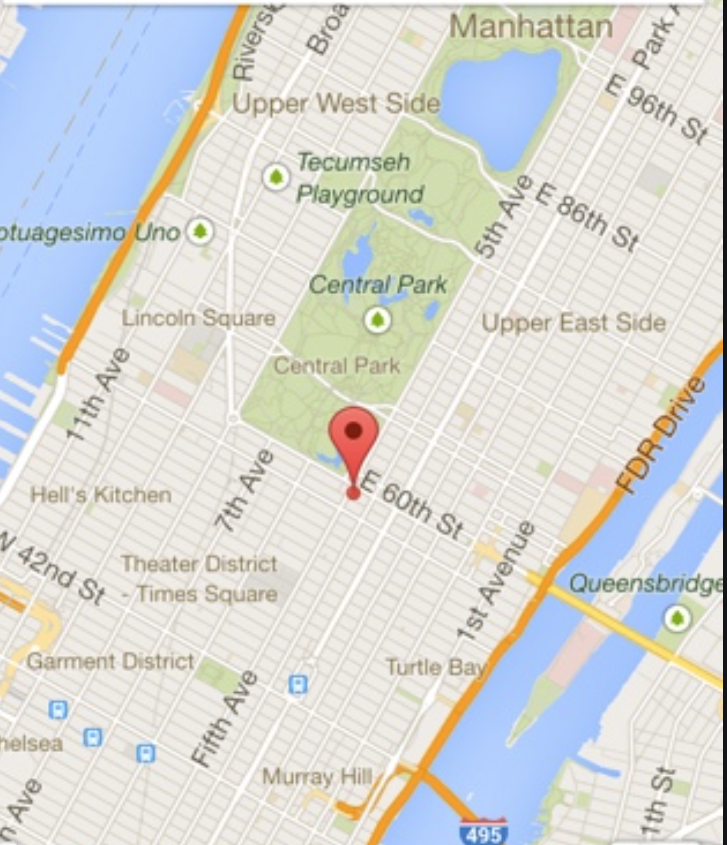 Manhattan
Riversi
Broa
Park A
E 96th St
Upper West Side
Tecumseh
Playground
E 86th St
5th Ave
otuagesimo Uno
Central Park
Lincoln Square
Upper East Side
Central Park
11th Ave
FDR Drive
7th Ave
E 60th St
Hell's Kitchen
W 42nd St
Theater District
- Times Square
1st Avenue
Queensbridge
Garment District
Turtle Bay
Fifth Ave
helsea
Murray Hill
n Ave
1th St
495